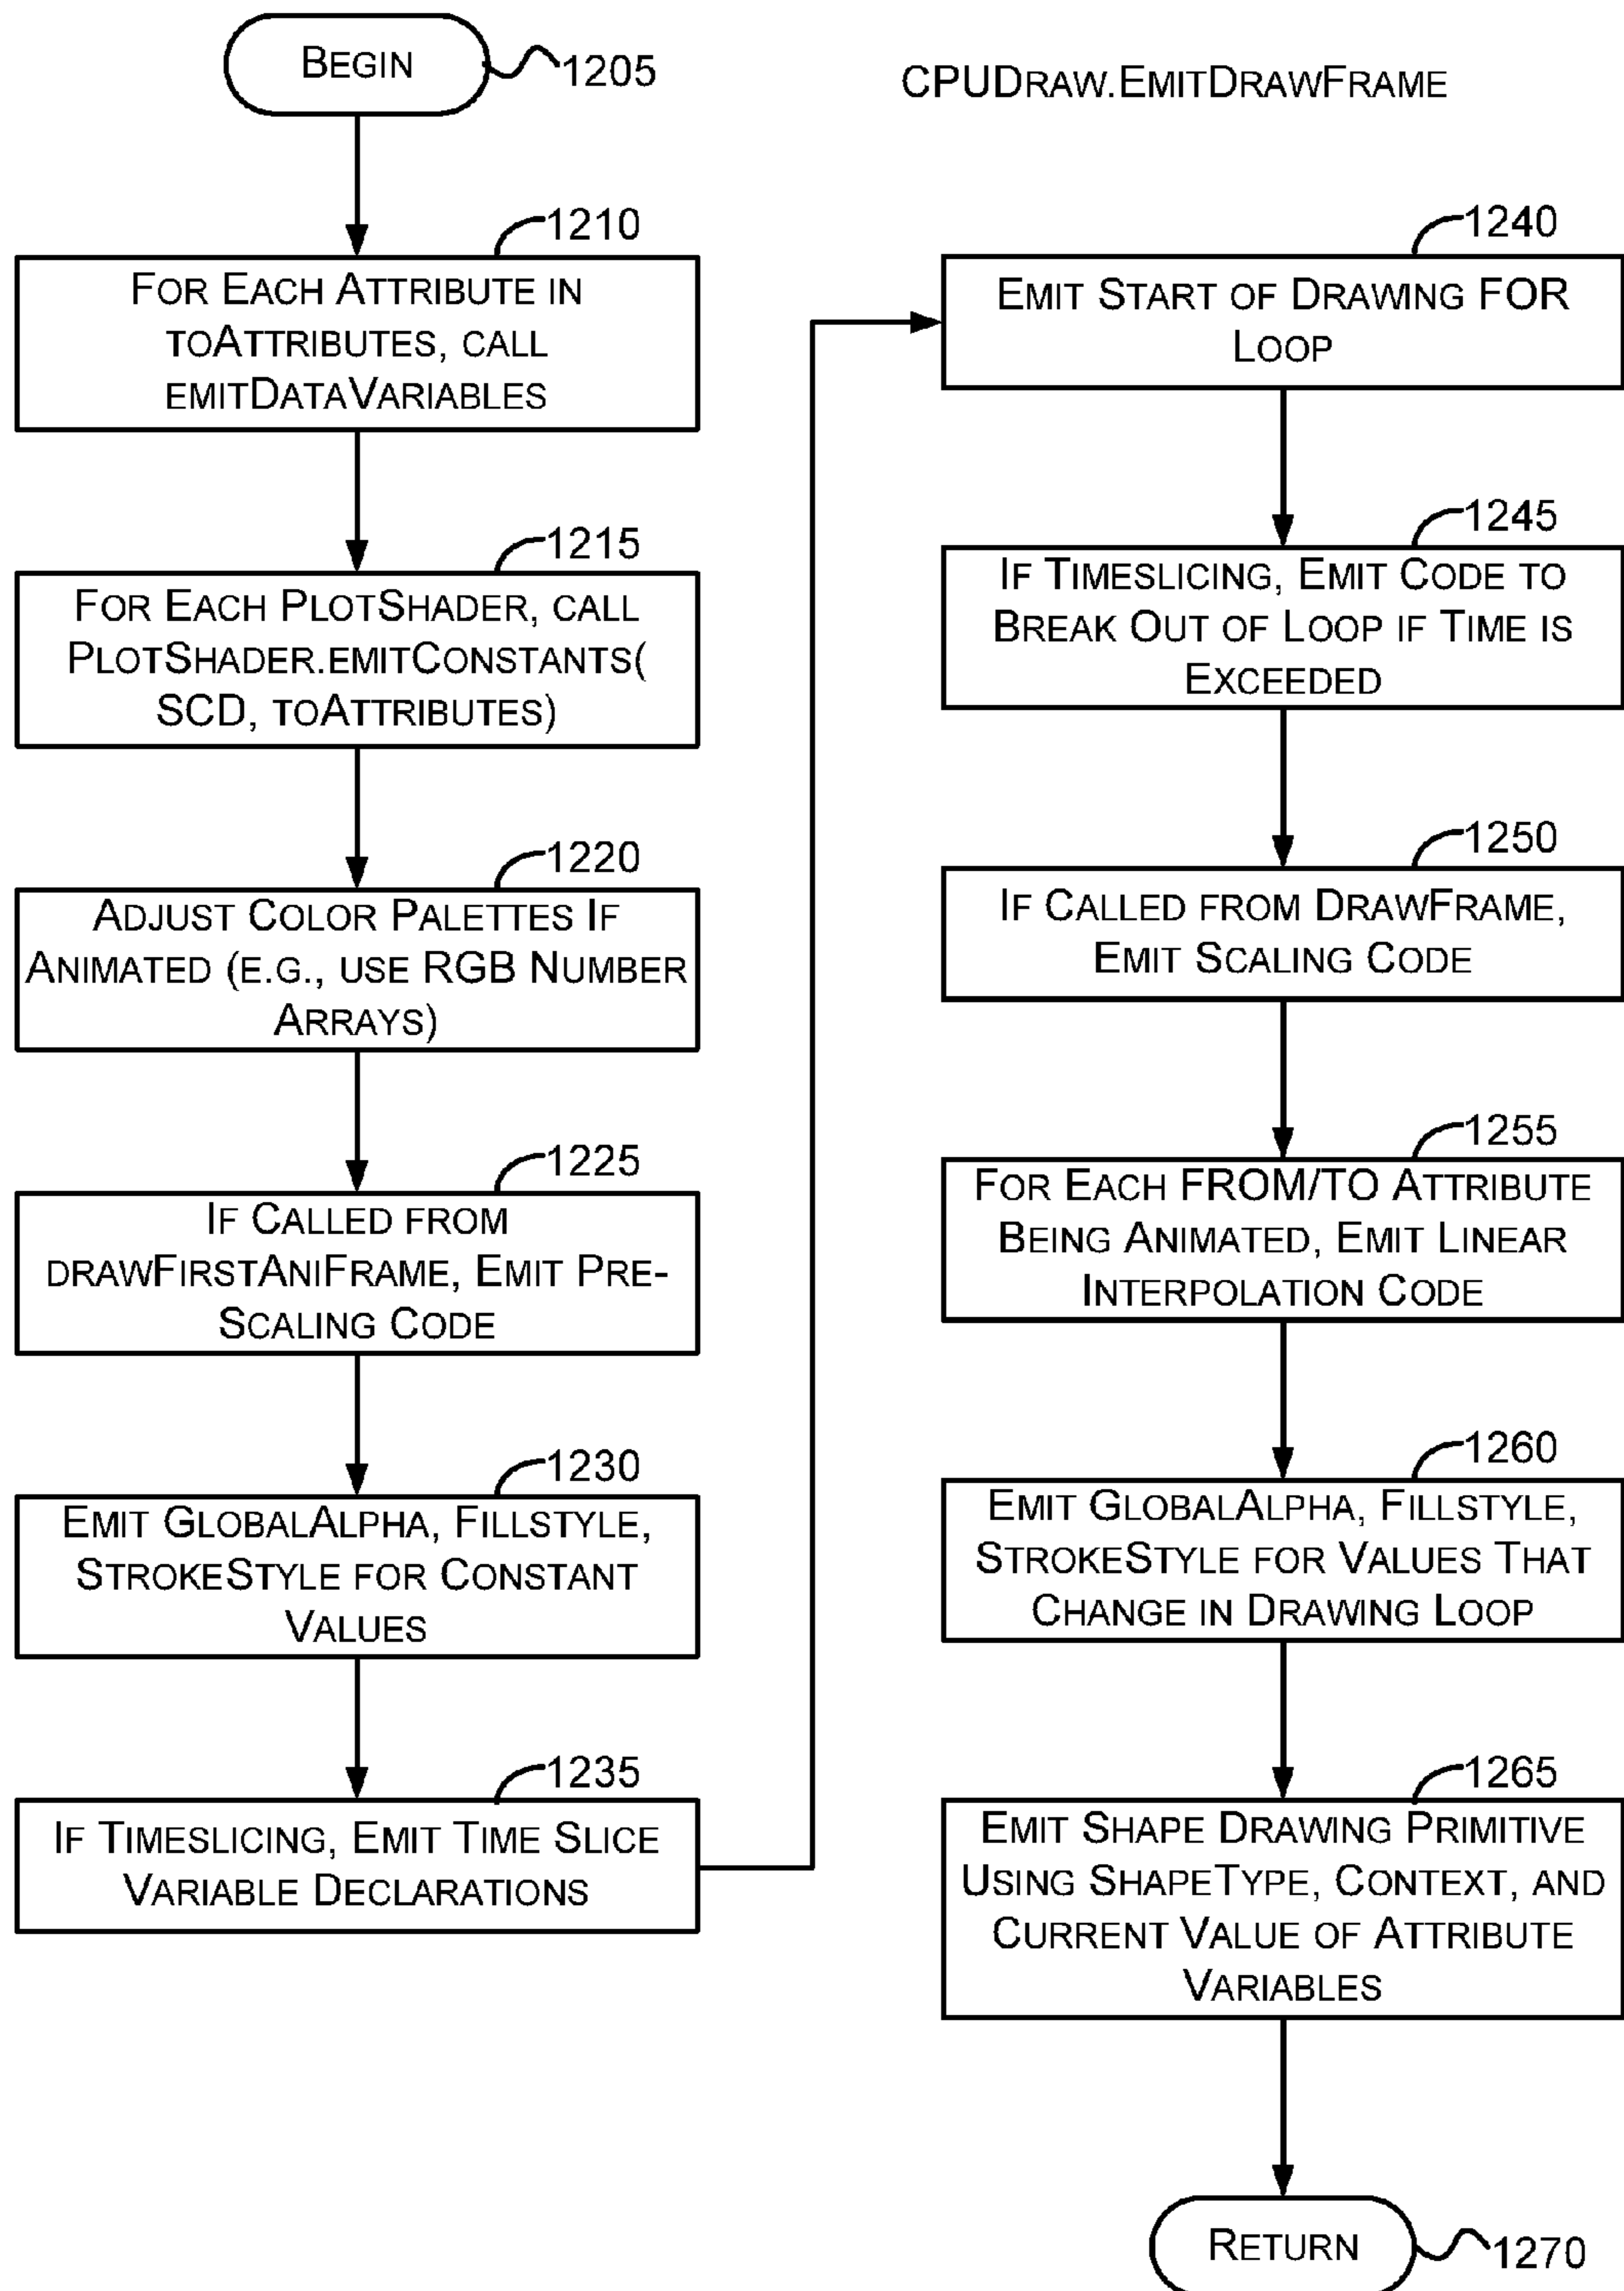 BEGIN
1205
CPUDRAW.EMITDRAWFRAME
1210
FOR EACH ATTRIBUTE IN
TOATTRIBUTES, CALL
EMITDATAVARIABLES
1215
FOR EACH PLOTSHADER, CALL
PLOTSHADER.EMITCONSTANTS(
SCD, TOATTRIBUTES)
1220
ADJUST COLOR PALETTES IF
ANIMATED (E.G., USE RGB NUMBER
ARRAYS)
1225
IF CALLED FROM
DRAWFIRSTANIFRAME, EMIT PRE-
SCALING CODE
1230
EMIT GLOBALALPHA, FILLSTYLE,
STROKESTYLE FOR CONSTANT
VALUES
1235
IF TIMESLICING, EMIT TIME SLICE
VARIABLE DECLARATIONS
1240
EMIT START OF DRAWING FOR
LOOP
1245
IF TIMESLICING, EMIT CODE TO
BREAK OUT OF LOOP IF TIME IS
EXCEEDED
1250
IF CALLED FROM DRAWFRAME,
EMIT SCALING CODE
1255
FOR EACH FROM/TO ATTRIBUTE
BEING ANIMATED, EMIT LINEAR
INTERPOLATION CODE
1260
EMIT GLOBALALPHA, FILLSTYLE,
STROKESTYLE FOR VALUES THAT
CHANGE IN DRAWING LOOP
1265
EMIT SHAPE DRAWING PRIMITIVE
USING SHAPETYPE, CONTEXT, AND
CURRENT VALUE OF ATTRIBUTE
VARIABLES
RETURN
1270